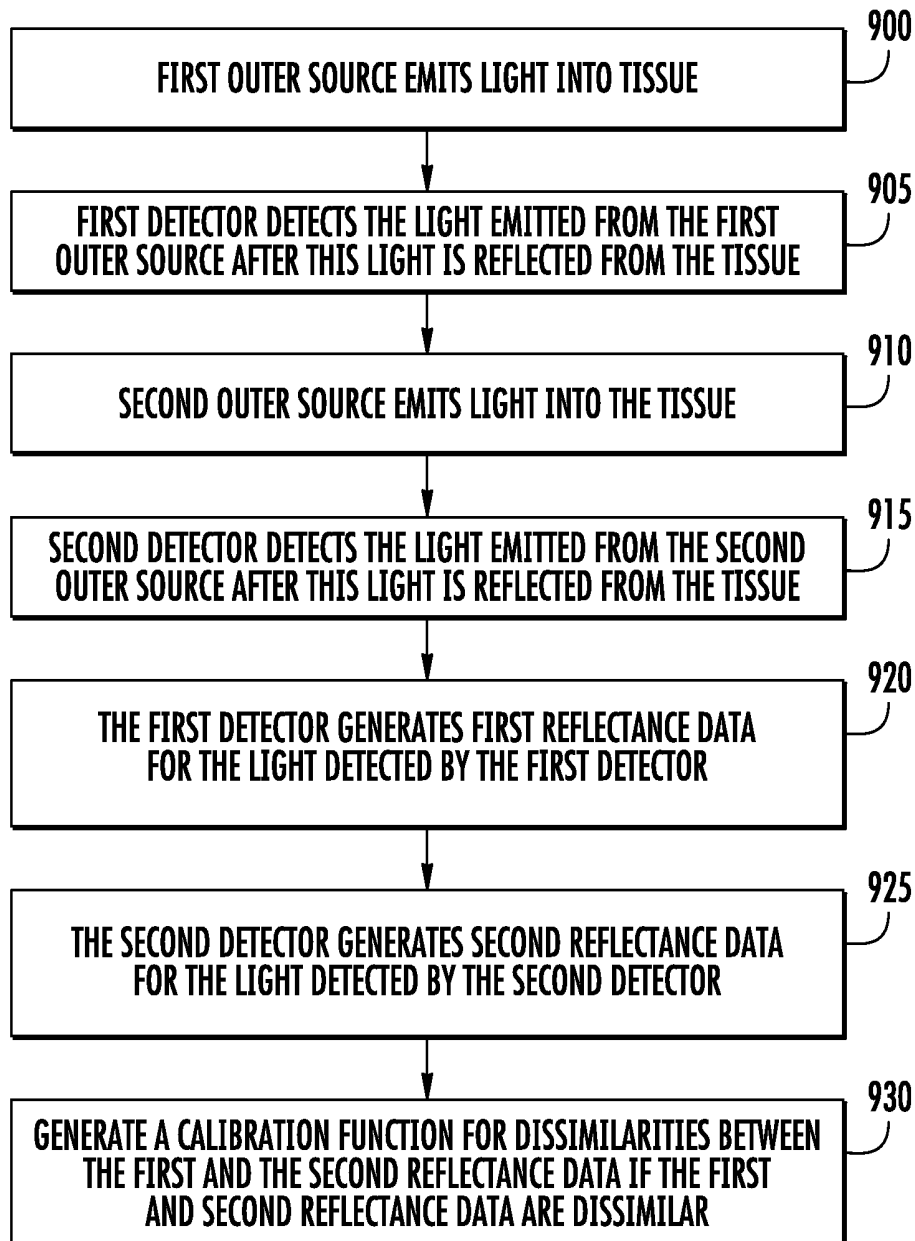 900
FIRST OUTER SOURCE EMITS LIGHT INTO TISSUE
905
FIRST DETECTOR DETECTS THE LIGHT EMITTED FROM THE FIRST
OUTER SOURCE AFTER THIS LIGHT IS REFLECTED FROM THE TISSUE
910
SECOND OUTER SOURCE EMITS LIGHT INTO THE TISSUE
915
SECOND DETECTOR DETECTS THE LIGHT EMITTED FROM THE SECOND
OUTER SOURCE AFTER THIS LIGHT IS REFLECTED FROM THE TISSUE
920
THE FIRST DETECTOR GENERATES FIRST REFLECTANCE DATA
FOR THE LIGHT DETECTED BY THE FIRST DETECTOR
925
THE SECOND DETECTOR GENERATES SECOND REFLECTANCE DATA
FOR THE LIGHT DETECTED BY THE SECOND DETECTOR
930
GENERATE A CALIBRATION FUNCTION FOR DISSIMILARITIES BETWEEN
THE FIRST AND THE SECOND REFLECTANCE DATA IF THE FIRST
AND SECOND REFLECTANCE DATA ARE DISSIMILAR